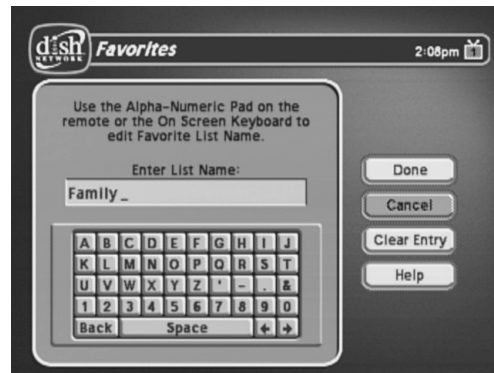 dish
NETWORK
Favorites
2:08pm
1
Use the Alpha-Numeric Pad on the
remote or the On Screen Keyboard to
edit Favorite List Name.
Enter List Name:
Family _
A B C D E F G H I J
K L M N O P Q R S T
U V W X Y Z ' - . &
1 2 3 4 5 6 7 8 9 0
Back Space ← →
Done
Cancel
Clear Entry
Help